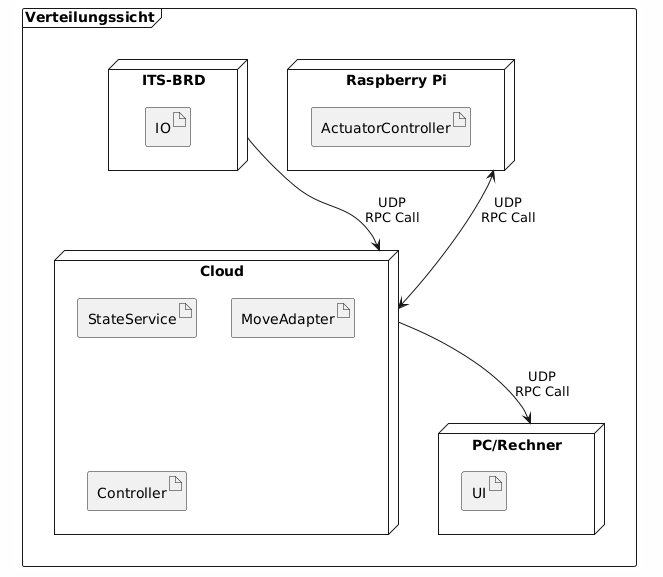 Verteilungssicht
ITS-BRD
IO
Raspberry Pi
ActuatorController
UDP
RPC Call
UDP
RPC Call
Cloud
StateService
MoveAdapter
Controller
UDP
RPC Call
PC/Rechner
UI